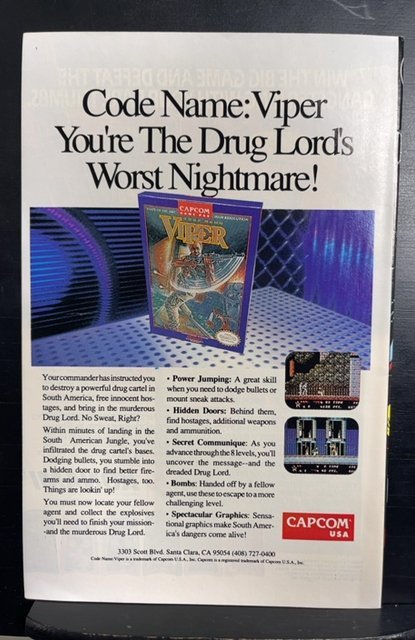 Code Name: Viper
You're The Drug Lord's
Worst Nightmare!
CAPCOM
VIPER
Your commander has instructed you
to destroy a powerful drug cartel in
South America, free innocent hos-
tages, and bring in the murderous
Drug Lord. No Sweat, Right?
Within minutes of landing in the
South American Jungle, you've
infiltrated the drug cartel's bases.
Dodging bullets, you stumble into
a hidden door to find better fire-
arms and ammo. Hostages, too.
Things are lookin' up!
You must now locate your fellow
agent and collect the explosives
you'll need to finish your mission-
-and the murderous Drug Lord.
• Power Jumping: A great skill
when you need to dodge bullets or
mount sneak attacks.
• Hidden Doors: Behind them,
find hostages, additional weapons
and ammunition.
• Secret Communique: As you
advance through the 8 levels, you'll
uncover the message--and the
dreaded Drug Lord.
• Bombs: Handed off by a fellow
agent, use these to escape to a more
challenging level.
• Spectacular Graphics: Sensa-
tional graphics make South Amer-
ica's dangers come alive!
CAPCOM
USA
3303 Scott Blvd. Santa Clara, CA 95054 (408) 727-0400
Code Name: Viper is a trademark of Capcom U.S.A., Inc. Capcom is a registered trademark of Capcom U.S.A., Inc.